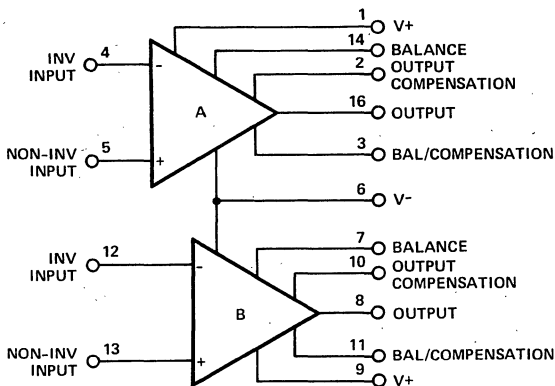 1 V+
14 BALANCE
INV
INPUT 4
2 OUTPUT
COMPENSATION
-
A
16 OUTPUT
NON-INV
INPUT 5
+
3 BAL/COMPENSATION
6 V-
7 BALANCE
INV
INPUT 12
10 OUTPUT
COMPENSATION
-
B
8 OUTPUT
NON-INV
INPUT 13
+
11 BAL/COMPENSATION
9 V+